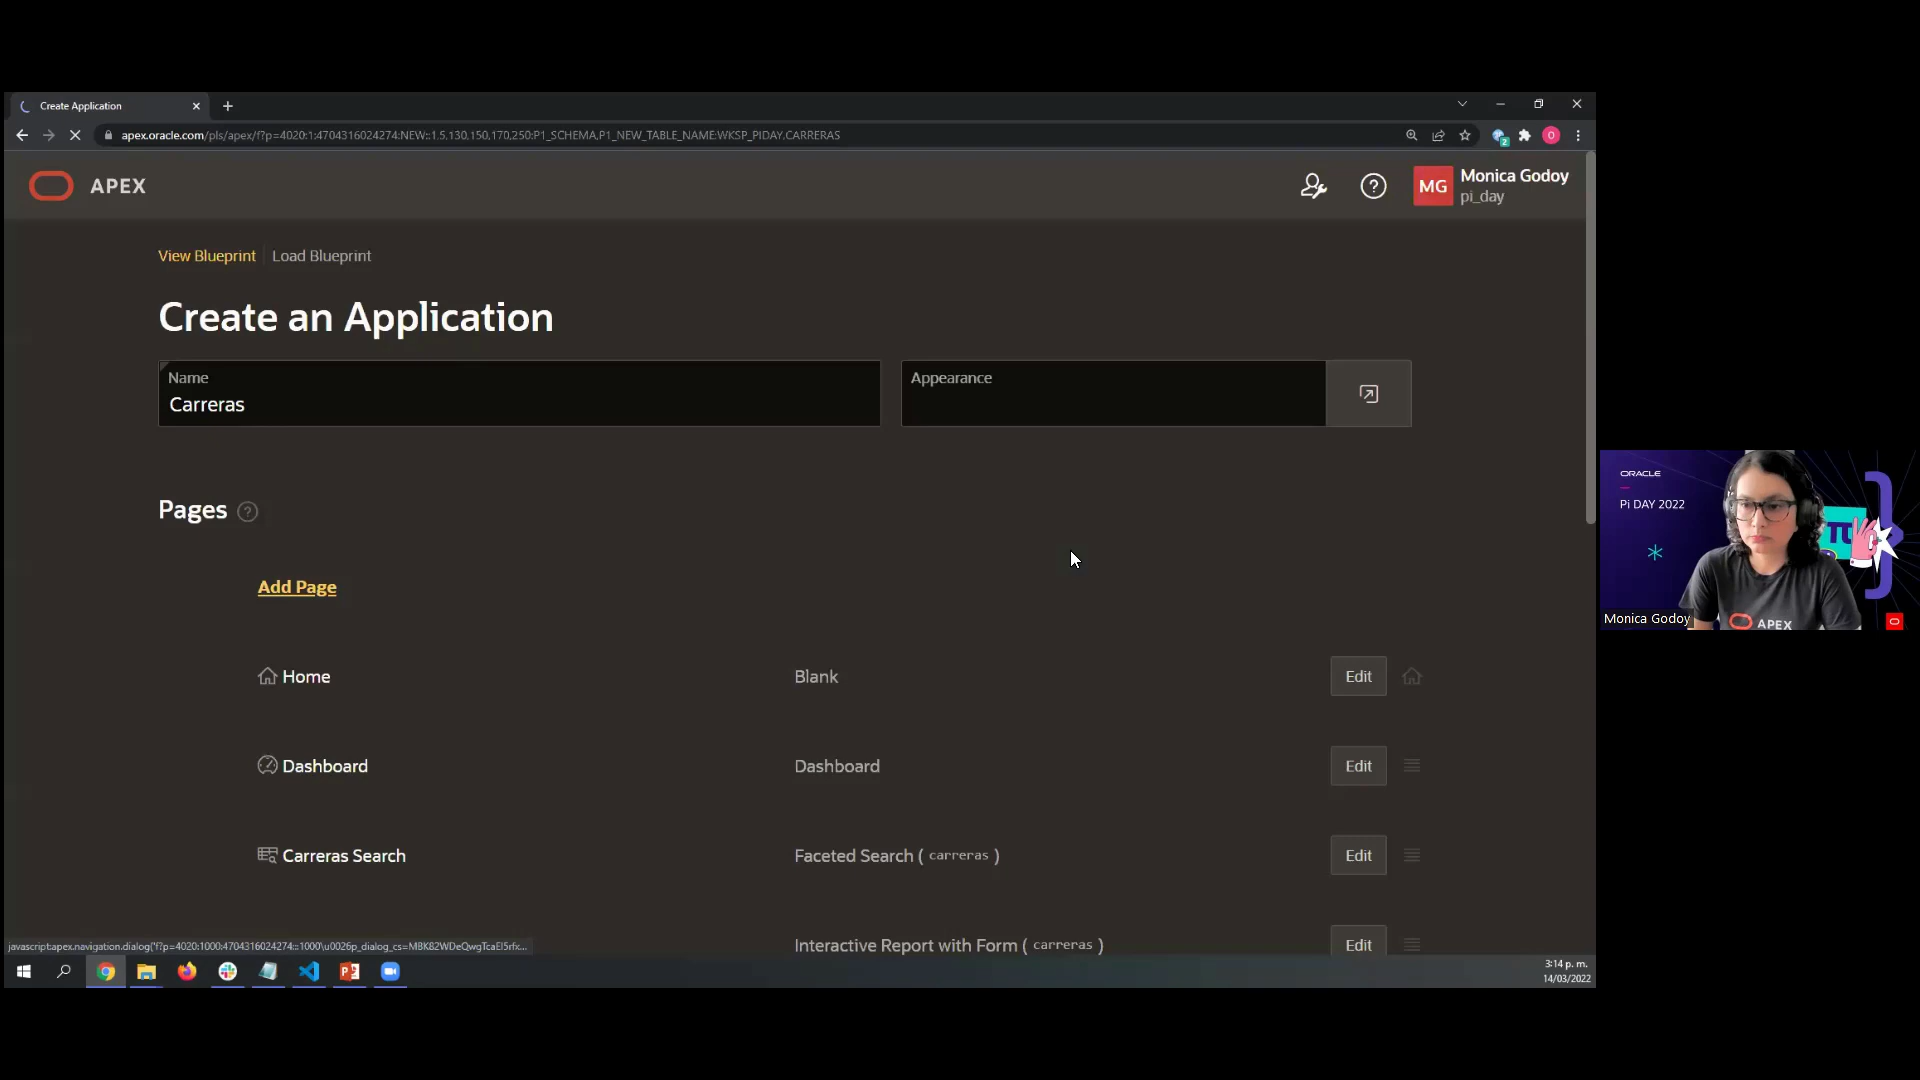 Create Application
apex.oracle.com/pls/apex/f?p=4020:1:4704316024274:NEW::1,5,130,150,170,250:P1_SCHEMA,P1_NEW_TABLE_NAME:WKSP_PIDAY,CARRERAS
2
O
APEX
MG
Monica Godoy
pi_day
View Blueprint
Load Blueprint
Create an Application
Name
Carreras
Appearance
Pages
Add Page
Home
Blank
Edit
Dashboard
Dashboard
Edit
Carreras Search
Faceted Search ( carreras )
Edit
Interactive Report with Form ( carreras )
Edit
3:14 p. m.
14/03/2022
ORACLE
Pi DAY 2022
π
APEX
Monica Godoy